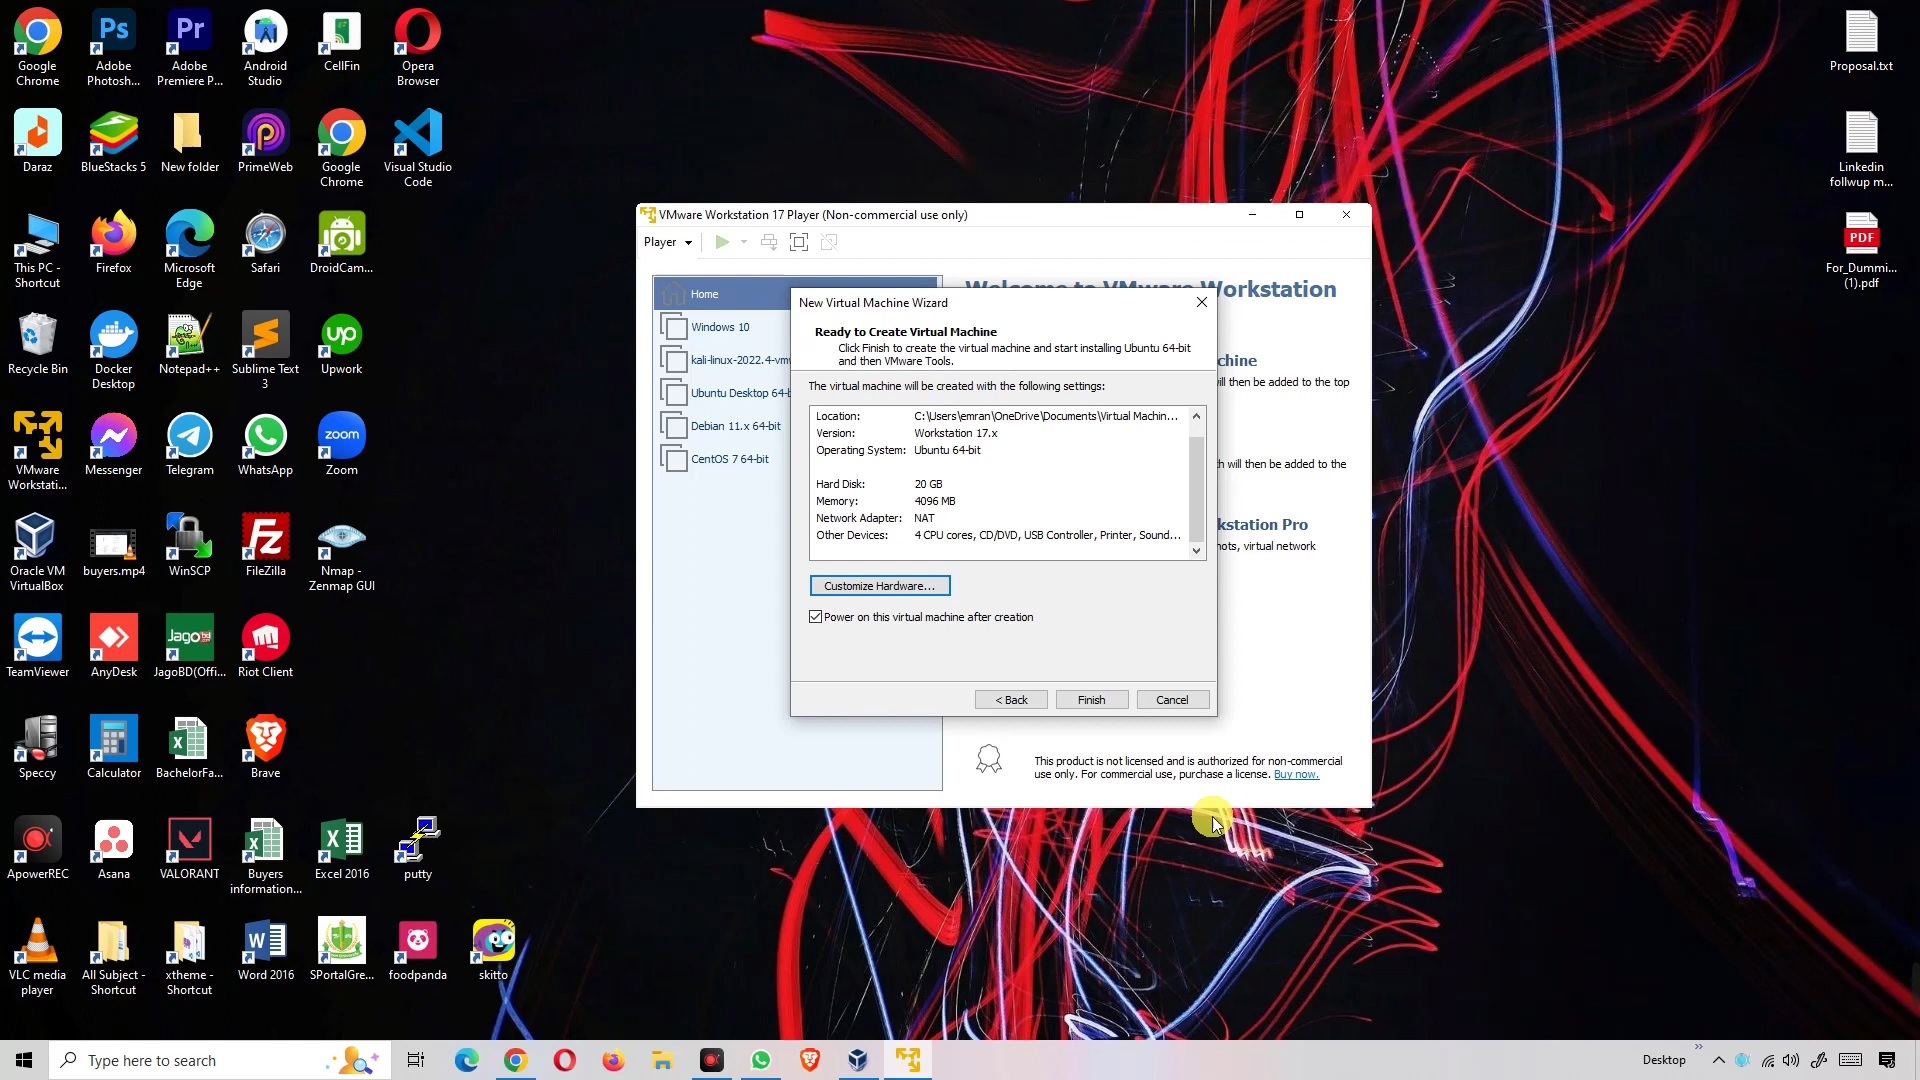 Google
Chrome
Adobe
Photosh...
Adobe
Premiere P...
Android
Studio
CellFin
Opera
Browser
Daraz
BlueStacks 5
New folder
PrimeWeb
Google
Chrome
Visual Studio
Code
This PC -
Shortcut
Firefox
Microsoft
Edge
Safari
DroidCam...
Recycle Bin
Docker
Desktop
Notepad++
Sublime Text
3
Upwork
VMware
Workstati...
Messenger
Telegram
WhatsApp
Zoom
Oracle VM
VirtualBox
buyers.mp4
WinSCP
FileZilla
Nmap -
Zenmap GUI
TeamViewer
AnyDesk
JagoBD(Offi...
Riot Client
Speccy
Calculator
BachelorFa...
Brave
ApowerREC
Asana
VALORANT
Buyers
information...
Excel 2016
putty
VLC media
player
All Subject -
Shortcut
xtheme -
Shortcut
Word 2016
SPortalGre...
foodpanda
skitto
Ps
Pr
up
zoom
Fz
Jagobd
W
PDF
Proposal.txt
Linkedin
follwup m...
For_Dummi...
(1).pdf
VMware Workstation 17 Player (Non-commercial use only)
Player
Home
Windows 10
kali-linux-2022.4-vm
Ubuntu Desktop 64-b
Debian 11.x 64-bit
CentOS 7 64-bit
Welcome to VMware Workstation
chine
will then be added to the top
h will then be added to the
kstation Pro
hots, virtual network
This product is not licensed and is authorized for non-commercial
use only. For commercial use, purchase a license. Buy now.
New Virtual Machine Wizard
Ready to Create Virtual Machine
Click Finish to create the virtual machine and start installing Ubuntu 64-bit
and then VMware Tools.
The virtual machine will be created with the following settings:
Location: C:\Users\emran\OneDrive\Documents\Virtual Machin...
Version: Workstation 17.x
Operating System: Ubuntu 64-bit
Hard Disk: 20 GB
Memory: 4096 MB
Network Adapter: NAT
Other Devices: 4 CPU cores, CD/DVD, USB Controller, Printer, Sound...
Customize Hardware...
Power on this virtual machine after creation
< Back
Finish
Cancel
Type here to search
Desktop